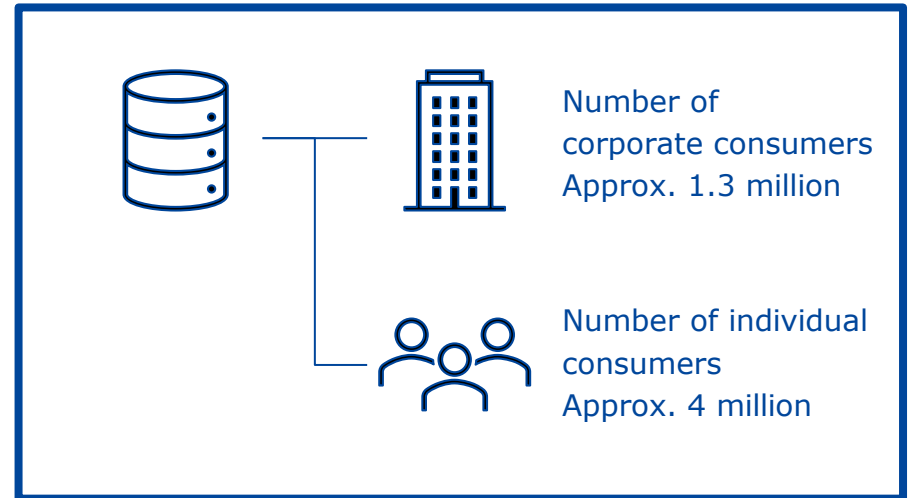 Number of
corporate consumers
Approx. 1.3 million
Number of individual
consumers
Approx. 4 million